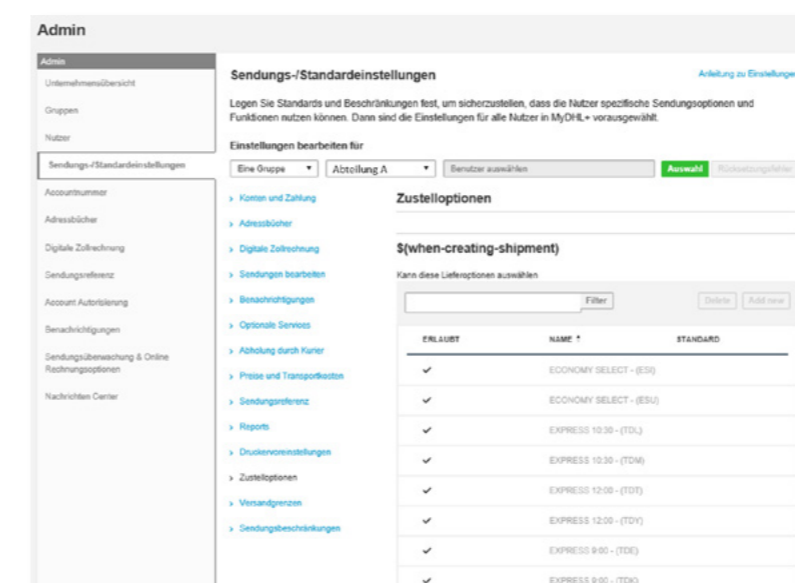 Admin
Admin
Unternehmensübersicht
Gruppen
Nutzer
Sendungs-/Standardeinstellungen
Accountnummer
Adressbücher
Digitale Zollrechnung
Sendungsreferenz
Account Autorisierung
Benachrichtigungen
Sendungsüberwachung & Online
Rechnungsoptionen
Nachrichten Center
Sendungs-/Standardeinstellungen
Anleitung zu Einstellungen
Legen Sie Standards und Beschränkungen fest, um sicherzustellen, dass die Nutzer spezifische Sendungsoptionen und
Funktionen nutzen können. Dann sind die Einstellungen für alle Nutzer in MyDHL+ vorausgewählt.
Einstellungen bearbeiten für
Eine Gruppe Abteilung A Benutzer auswählen Auswahl Rücksetzungsfehler
Konten und Zahlung
Adressbücher
Digitale Zollrechnung
Sendungen bearbeiten
Benachrichtigungen
Optionale Services
Abholung durch Kurier
Preise und Transportkosten
Sendungsreferenz
Reports
Druckervoreinstellungen
Zustelloptionen
Versandgrenzen
Sendungsbeschränkungen
Zustelloptionen
$(when-creating-shipment)
Kann diese Lieferoptionen auswählen
Filter Delete Add new
ERLAUBT NAME STANDARD
ECONOMY SELECT - (ESI)
ECONOMY SELECT - (ESU)
EXPRESS 10:30 - (TDL)
EXPRESS 10:30 - (TDM)
EXPRESS 12:00 - (TDT)
EXPRESS 12:00 - (TDY)
EXPRESS 9:00 - (TDE)
EXPRESS 9:00 - (TDK)